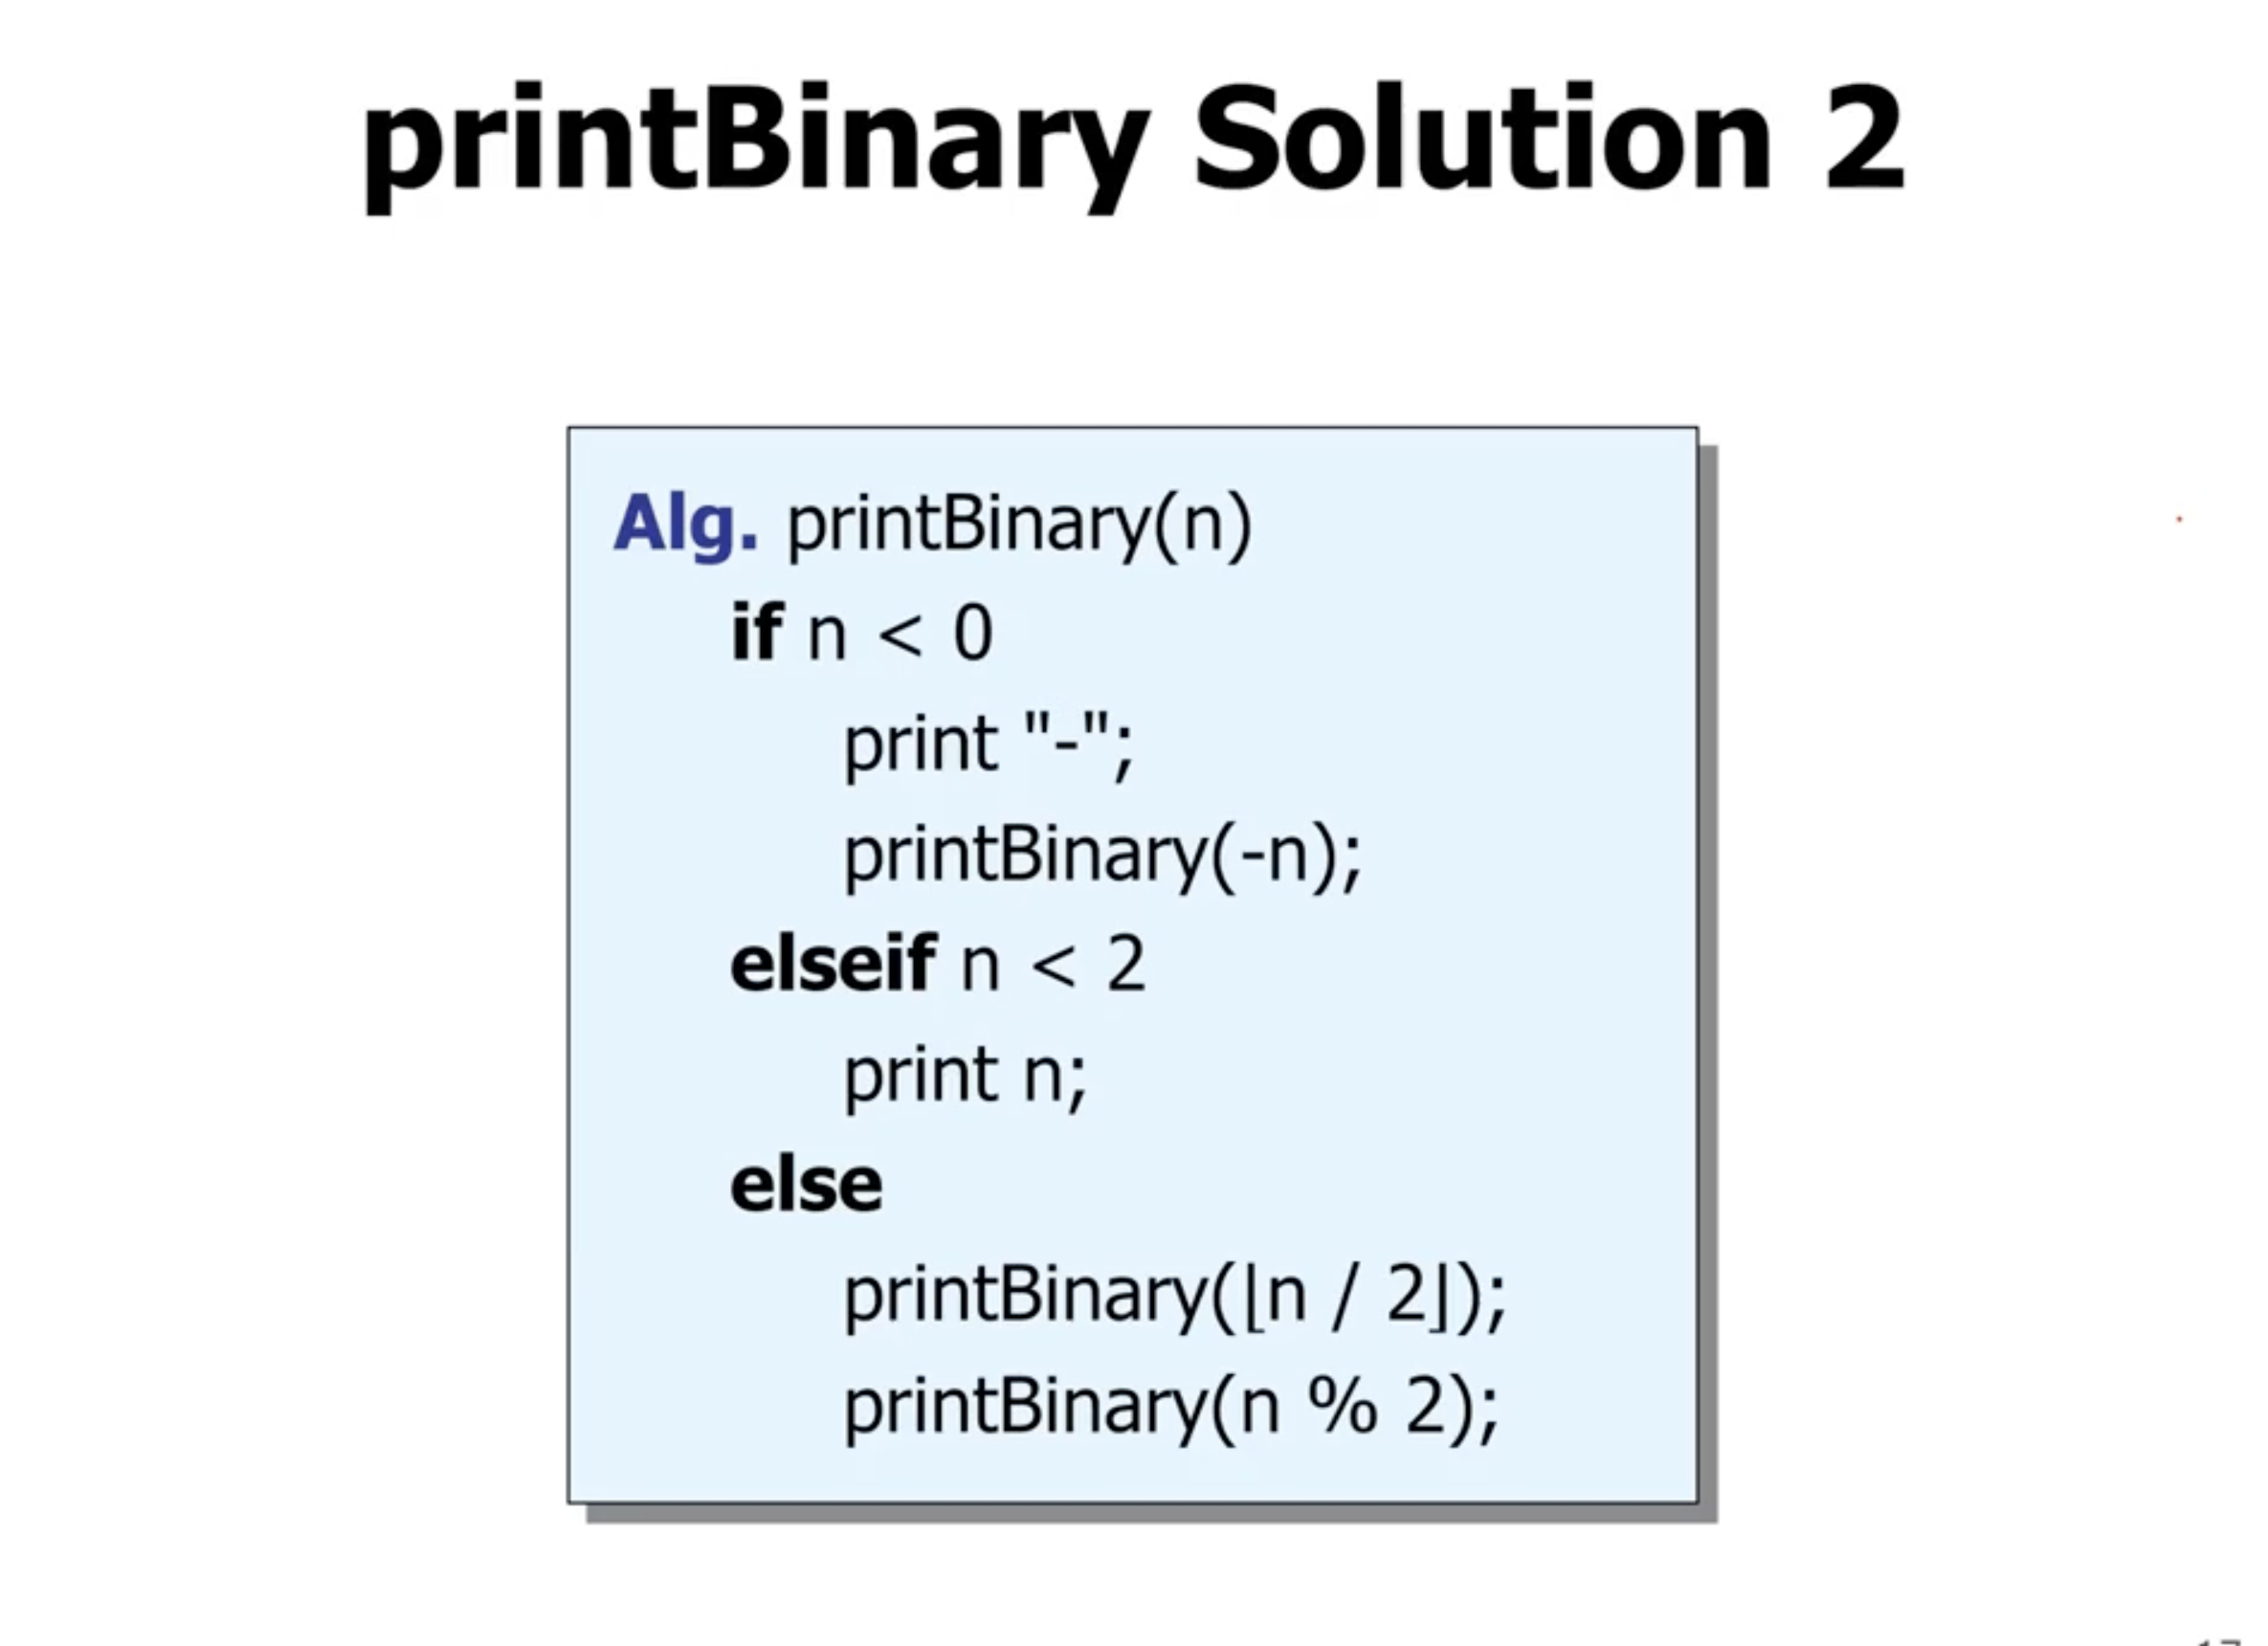 printBinary Solution 2
Alg. printBinary(n)
if n < 0
print "-";
printBinary(-n);
elseif n < 2
print n;
else
printBinary(⌊n / 2⌋);
printBinary(n % 2);